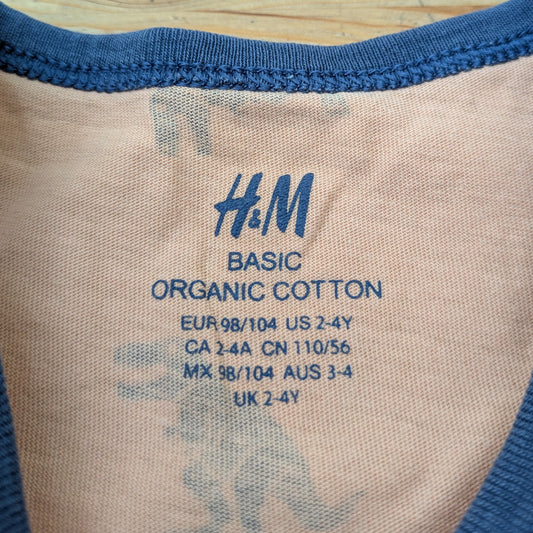 H&M
BASIC
ORGANIC COTTON
EUR 98/104 US 2-4Y
CA 2-4A CN 110/56
MX 98/104 AUS 3-4
UK 2-4Y